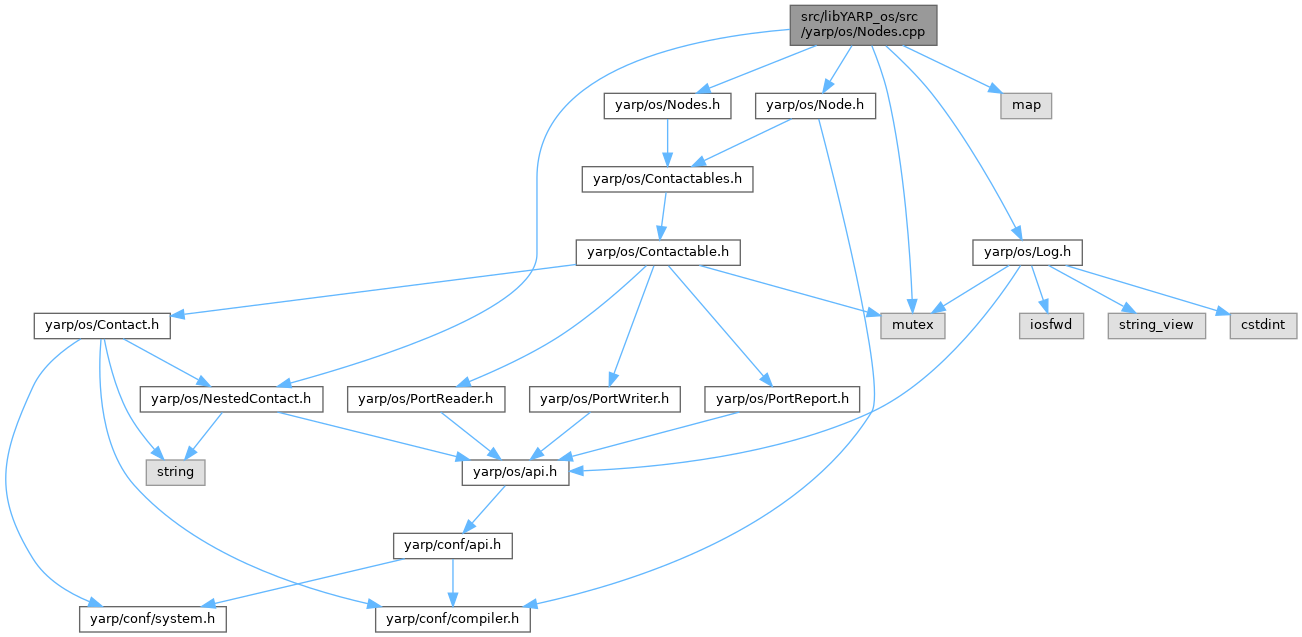 src/libYARP_os/src
/yarp/os/Nodes.cpp
yarp/os/Nodes.h
yarp/os/Node.h
map
yarp/os/Contactables.h
yarp/os/Contactable.h
yarp/os/Log.h
yarp/os/Contact.h
mutex
iosfwd
string_view
cstdint
yarp/os/NestedContact.h
yarp/os/PortReader.h
yarp/os/PortWriter.h
yarp/os/PortReport.h
string
yarp/os/api.h
yarp/conf/api.h
yarp/conf/system.h
yarp/conf/compiler.h